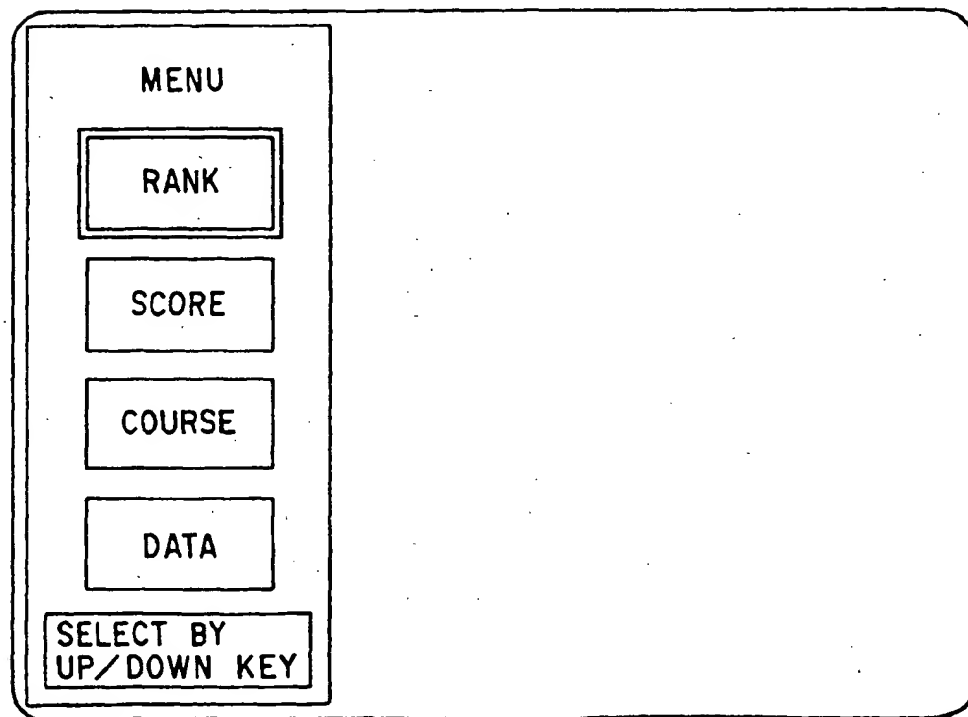 MENU
RANK
SCORE
COURSE
DATA
SELECT BY
UP/DOWN KEY